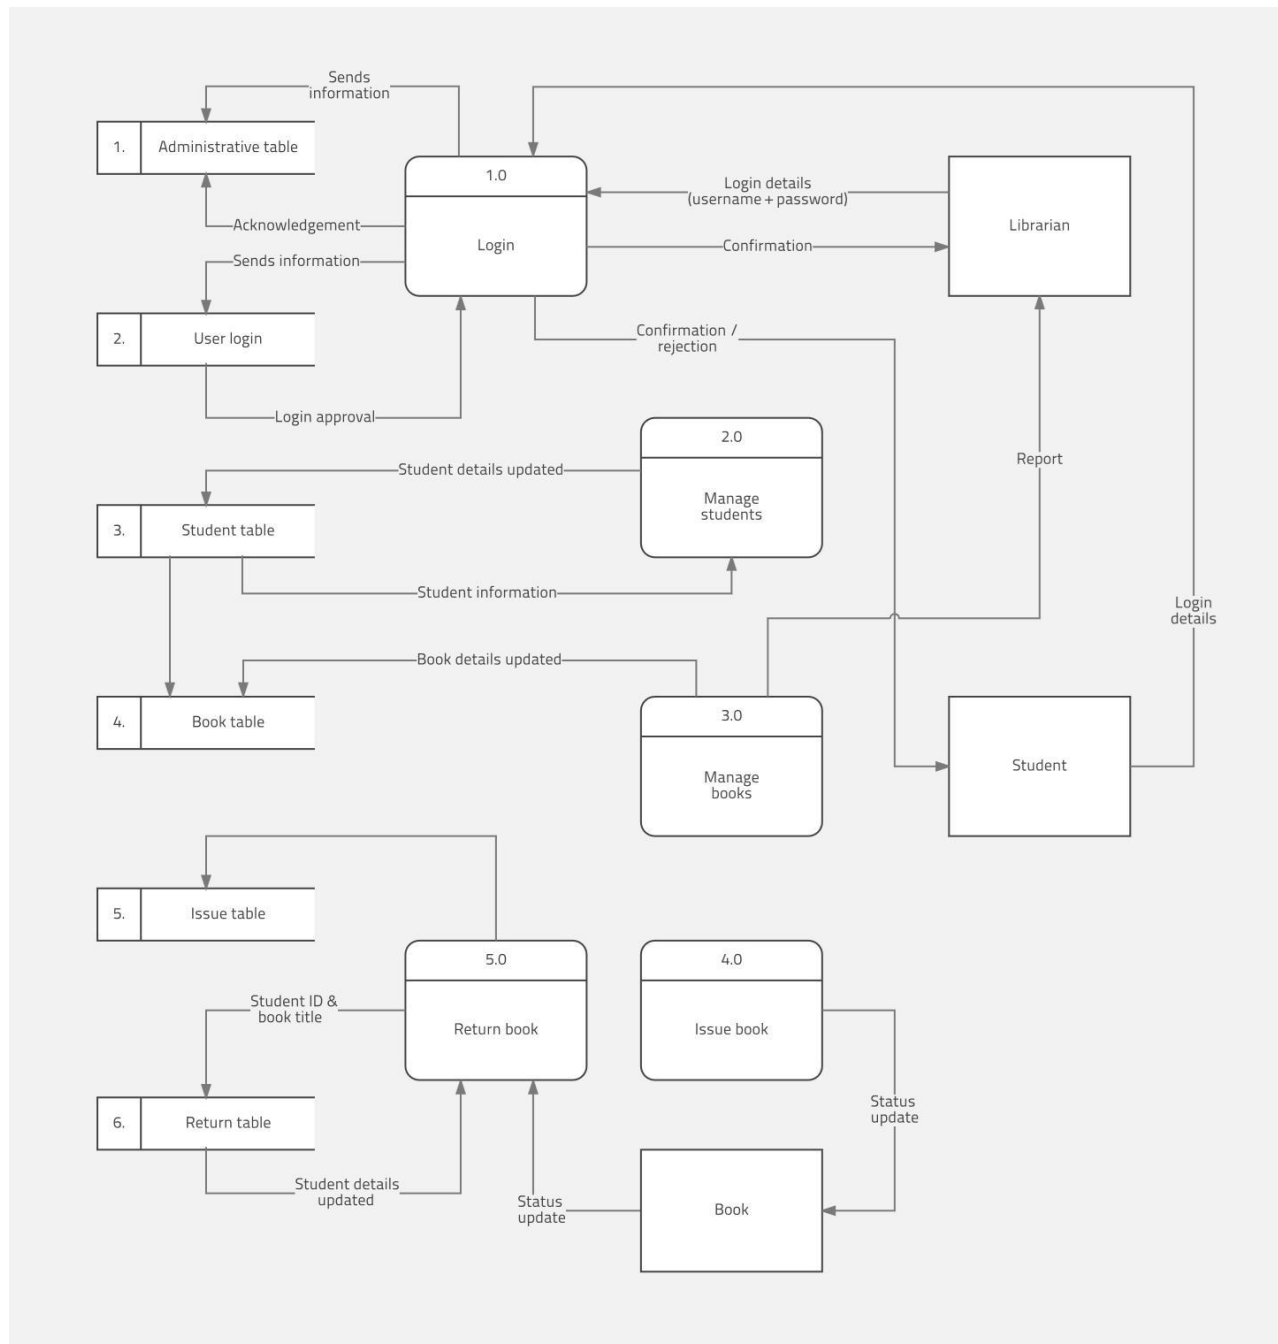 Sends
information
1.
Administrative table
1.0
Login details
(username + password)
Acknowledgement
Login
Librarian
Confirmation
Sends information
2.
User login
Confirmation /
rejection
Login approval
2.0
Student details updated
Report
Manage
students
3.
Student table
Student information
Login
details
Book details updated
4.
Book table
3.0
Manage
books
Student
5.
Issue table
5.0
4.0
Student ID &
book title
Return book
Issue book
6.
Return table
Status
update
Student details
updated
Status
update
Book